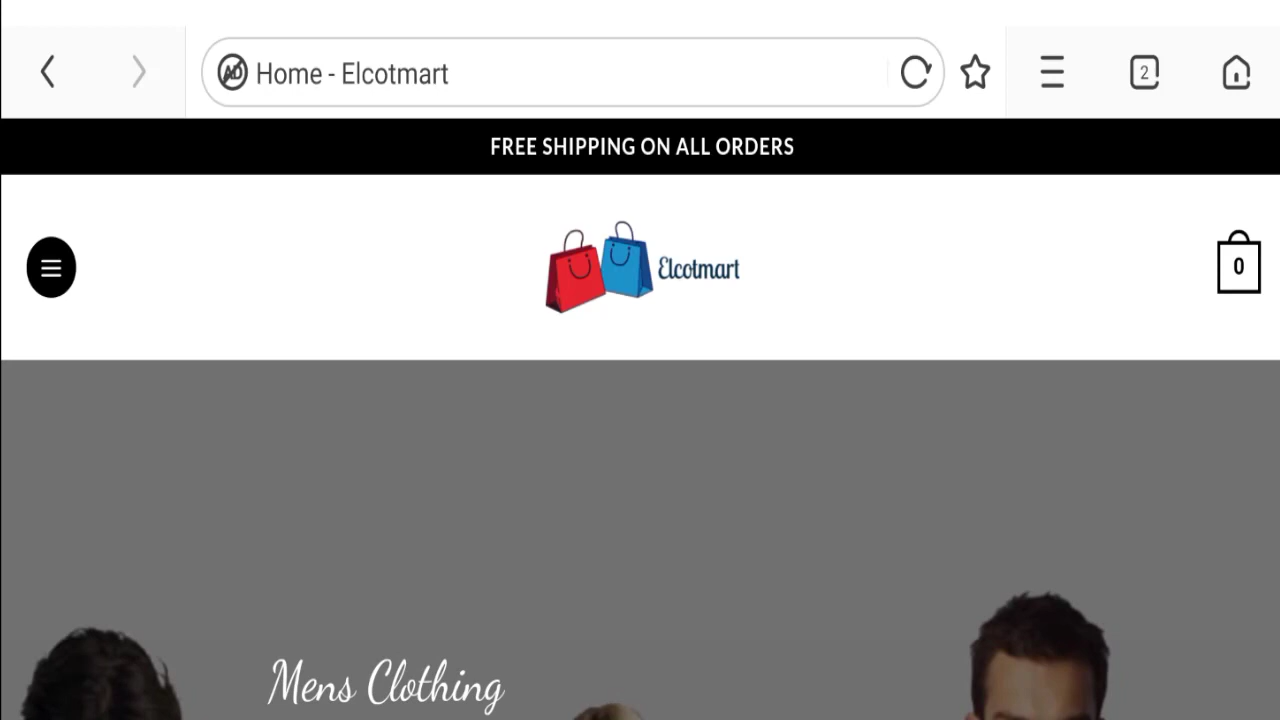 Home - Elcotmart
2
FREE SHIPPING ON ALL ORDERS
Elcotmart
0
Mens Clothing